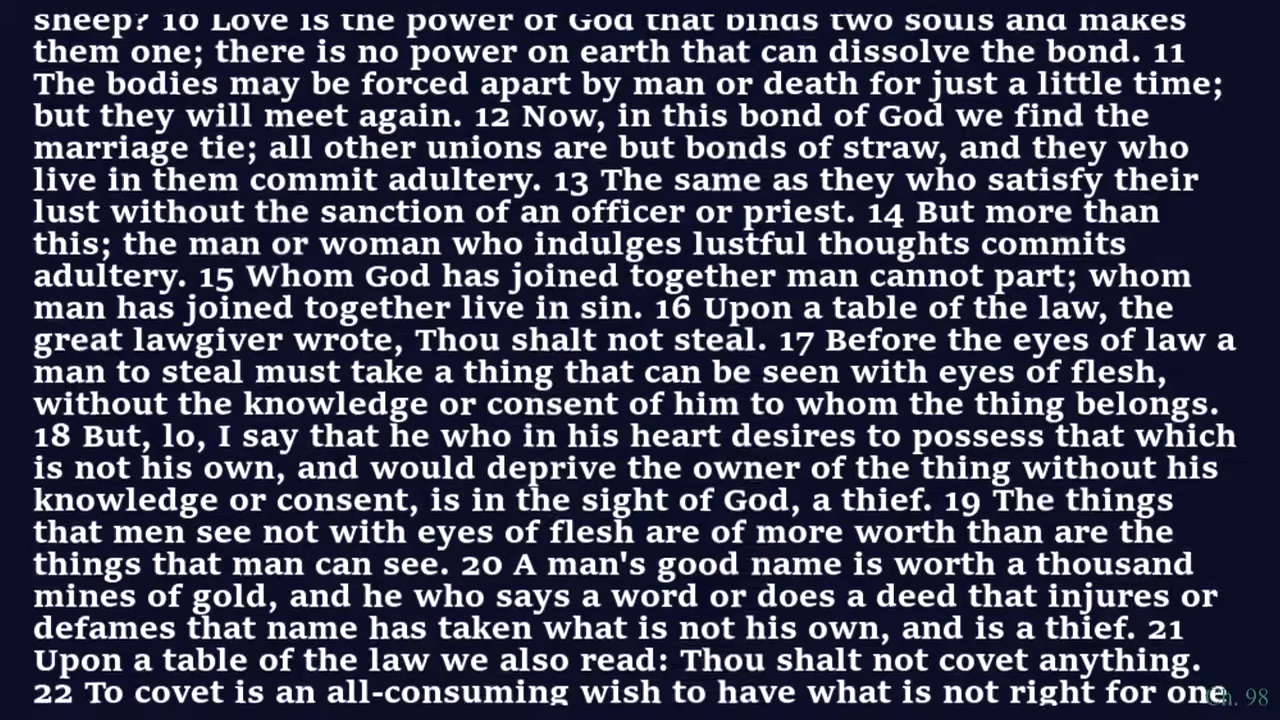 sheep? 10 Love is the power of God that binds two souls and makes
them one; there is no power on earth that can dissolve the bond. 11
The bodies may be forced apart by man or death for just a little time;
but they will meet again. 12 Now, in this bond of God we find the
marriage tie; all other unions are but bonds of straw, and they who
live in them commit adultery. 13 The same as they who satisfy their
lust without the sanction of an officer or priest. 14 But more than
this; the man or woman who indulges lustful thoughts commits
adultery. 15 Whom God has joined together man cannot part; whom
man has joined together live in sin. 16 Upon a table of the law, the
great lawgiver wrote, Thou shalt not steal. 17 Before the eyes of law a
man to steal must take a thing that can be seen with eyes of flesh,
without the knowledge or consent of him to whom the thing belongs.
18 But, lo, I say that he who in his heart desires to possess that which
is not his own, and would deprive the owner of the thing without his
knowledge or consent, is in the sight of God, a thief. 19 The things
that men see not with eyes of flesh are of more worth than are the
things that man can see. 20 A man's good name is worth a thousand
mines of gold, and he who says a word or does a deed that injures or
defames that name has taken what is not his own, and is a thief. 21
Upon a table of the law we also read: Thou shalt not covet anything.
22 To covet is an all-consuming wish to have what is not right for one
Ch. 98